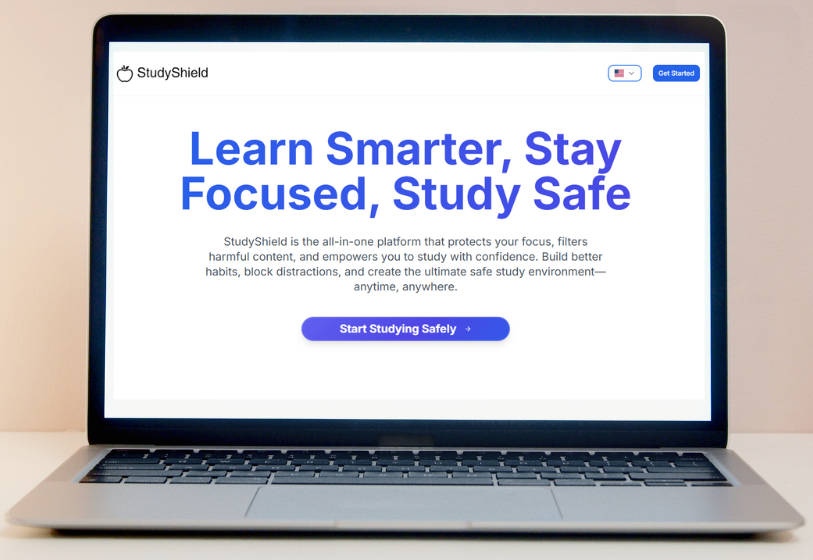 StudyShield
Get Started
Learn Smarter, Stay
Focused, Study Safe
StudyShield is the all-in-one platform that protects your focus, filters
harmful content, and empowers you to study with confidence. Build better
habits, block distractions, and create the ultimate safe study environment—
anytime, anywhere.
Start Studying Safely →